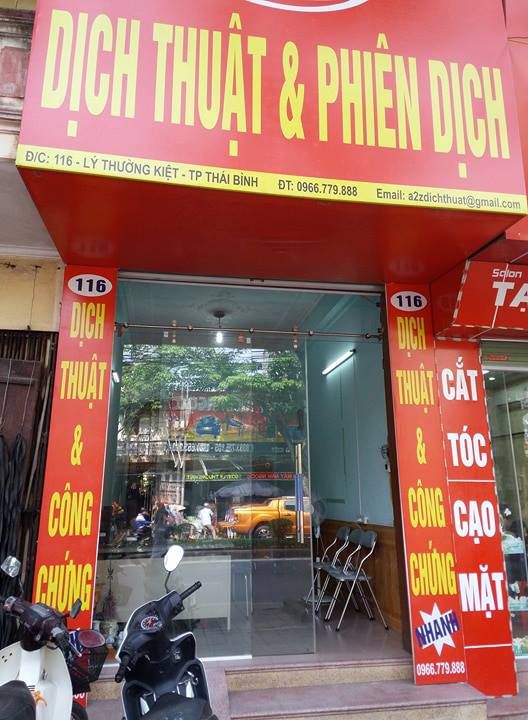 DỊCH THUẬT & PHIÊN DỊCH
Đ/C: 116 - LÝ THƯỜNG KIỆT - TP THÁI BÌNH ĐT: 0966.779.888 Email: a2zdichthuat@gmail.com
116
DỊCH
THUẬT
&
CÔNG
CHỨNG
116
DỊCH
THUẬT
&
CÔNG
CHỨNG
NHANH
0966.779.888
Salon
CẮT
TÓC
CẠO
MẶT